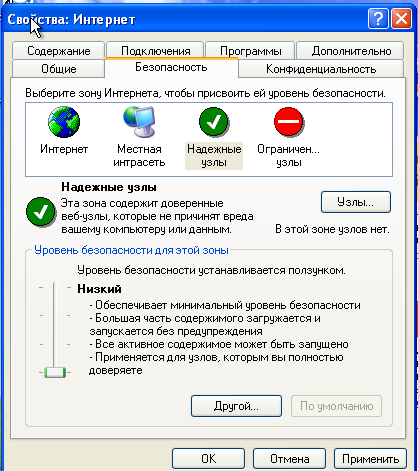 Свойства: Интернет
Содержание Подключения Программы Дополнительно
Общие Безопасность Конфиденциальность
Выберите зону Интернета, чтобы присвоить ей уровень безопасности.
Интернет Местная интрасеть Надежные узлы Ограничен... узлы
Надежные узлы
Эта зона содержит доверенные
веб-узлы, которые не причинят вреда
вашему компьютеру или данным.
Узлы...
В этой зоне узлов нет.
Уровень безопасности для этой зоны
Уровень безопасности устанавливается ползунком.
Низкий
- Обеспечивает минимальный уровень безопасности
- Большая часть содержимого загружается и
запускается без предупреждения
- Все активное содержимое может быть запущено
- Применяется для узлов, которым вы полностью
доверяете
Другой... По умолчанию
OK Отмена Применить